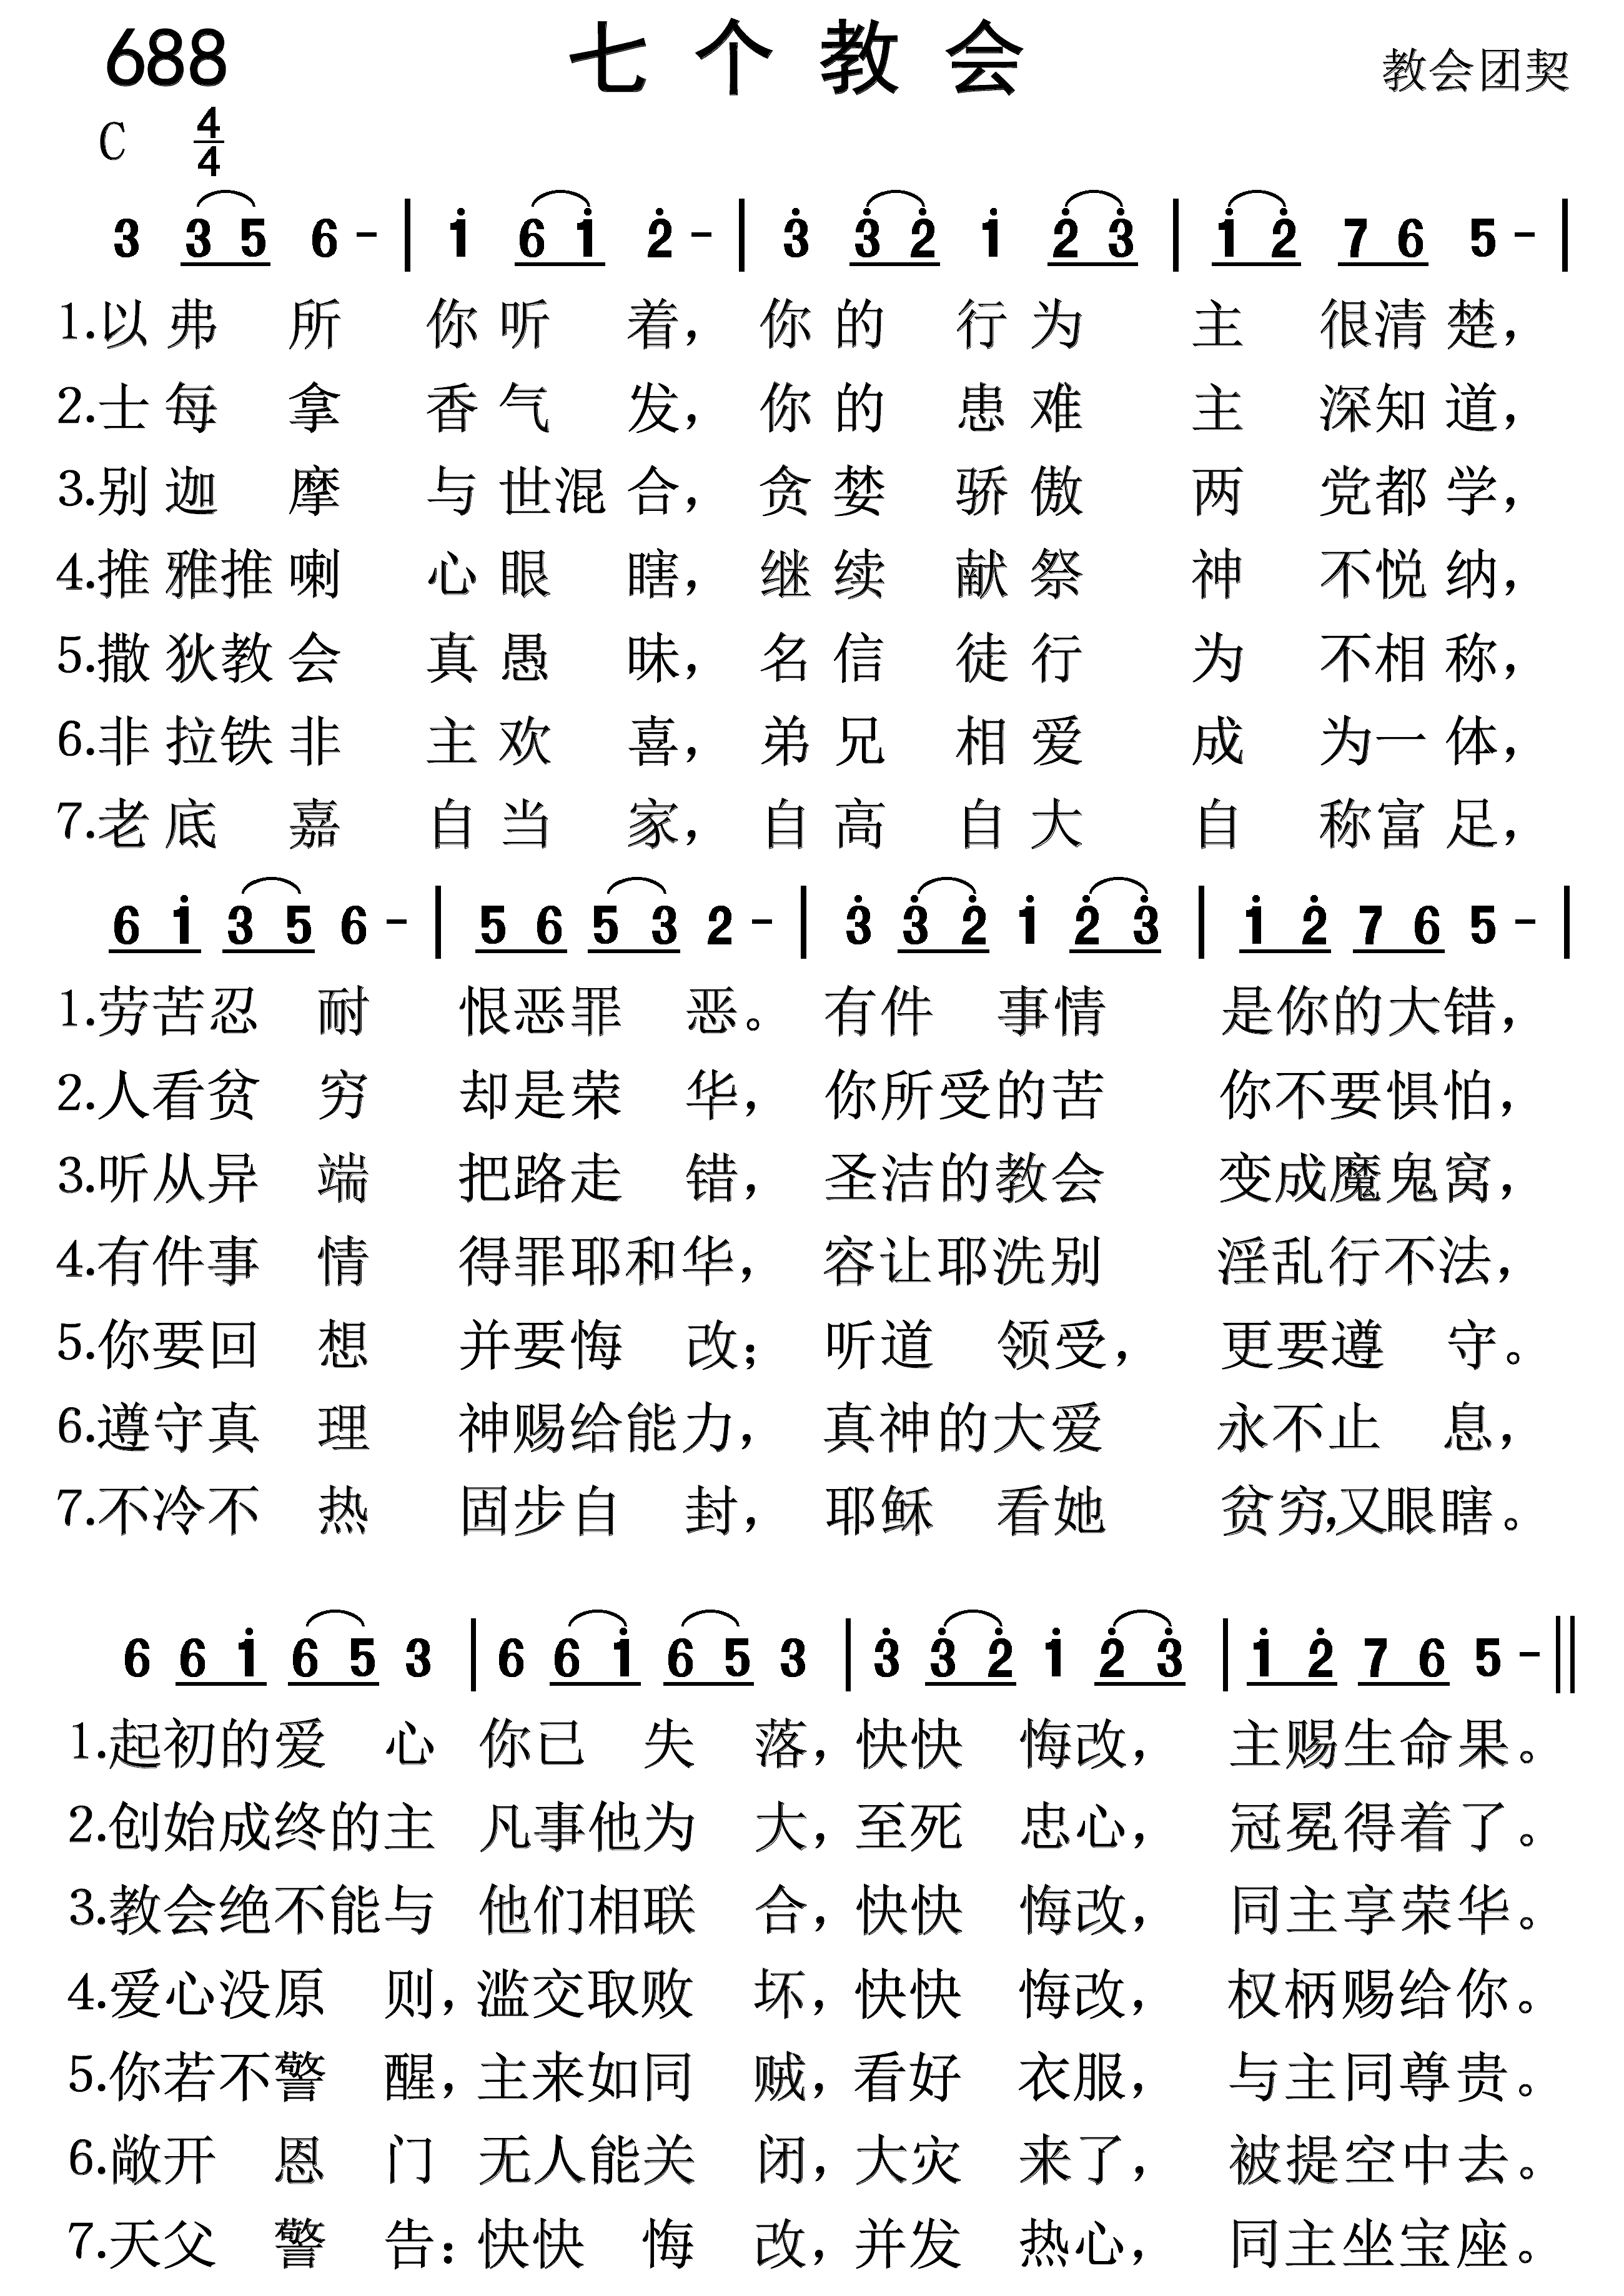 688 七个教会 教会团契
C 4/4
3 3 5 6 - | i 6 i 2̇ - | 3̇ 3̇ 2̇ i 2̇ 3̇ | i 2̇ 7 6 5 - |
1.以弗所你听着，你的行为主很清楚，
2.士每拿香气发，你的患难主深知道，
3.别迦摩与世混合，贪婪骄傲两党都学，
4.推雅推喇心眼瞎，继续献祭神不悦纳，
5.撒狄教会真愚昧，名信徒行为不相称，
6.非拉铁非主欢喜，弟兄相爱成为一体，
7.老底嘉自当家，自高自大自称富足，
6 i 3 5 6 - | 5 6 5 3 2 - | 3̇ 3̇ 2̇ i 2̇ 3̇ | i 2̇ 7 6 5 - |
1.劳苦忍耐恨恶罪恶。有件事情是你的大错，
2.人看贫穷却是荣华，你所受的苦你不要惧怕，
3.听从异端把路走错，圣洁的教会变成魔鬼窝，
4.有件事情得罪耶和华，容让耶洗别淫乱行不法，
5.你要回想并要悔改；听道领受，更要遵守。
6.遵守真理神赐给能力，真神的大爱永不止息，
7.不冷不热固步自封，耶稣看她贫穷，又眼瞎。
6 6 i 6 5 3 | 6 6 i 6 5 3 | 3̇ 3̇ 2̇ i 2̇ 3̇ | i 2̇ 7 6 5 - ‖
1.起初的爱心你已失落，快快悔改，主赐生命果。
2.创始成终的主凡事他为大，至死忠心，冠冕得着了。
3.教会绝不能与他们相联合，快快悔改，同主享荣华。
4.爱心没原则，滥交取败坏，快快悔改，权柄赐给你。
5.你若不警醒，主来如同贼，看好衣服，与主同尊贵。
6.敞开恩门无人能关闭，大灾来了，被提空中去。
7.天父警告：快快悔改，并发热心，同主坐宝座。